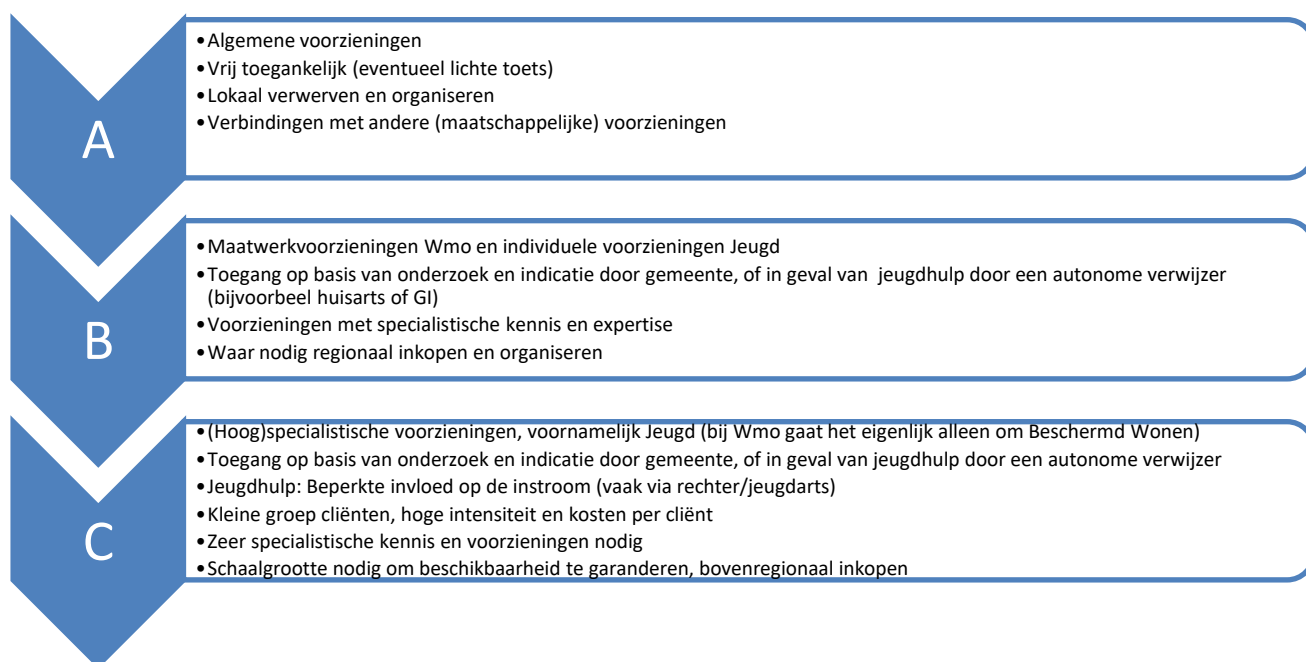 A
•Algemene voorzieningen
•Vrij toegankelijk (eventueel lichte toets)
•Lokaal verwerven en organiseren
•Verbindingen met andere (maatschappelijke) voorzieningen
B
•Maatwerkvoorzieningen Wmo en individuele voorzieningen Jeugd
•Toegang op basis van onderzoek en indicatie door gemeente, of in geval van jeugdhulp door een autonome verwijzer
(bijvoorbeel huisarts of GI)
•Voorzieningen met specialistische kennis en expertise
•Waar nodig regionaal inkopen en organiseren
C
•(Hoog)specialistische voorzieningen, voornamelijk Jeugd (bij Wmo gaat het eigenlijk alleen om Beschermd Wonen)
•Toegang op basis van onderzoek en indicatie door gemeente, of in geval van jeugdhulp door een autonome verwijzer
•Jeugdhulp: Beperkte invloed op de instroom (vaak via rechter/jeugdarts)
•Kleine groep cliënten, hoge intensiteit en kosten per cliënt
•Zeer specialistische kennis en voorzieningen nodig
•Schaalgrootte nodig om beschikbaarheid te garanderen, bovenregionaal inkopen